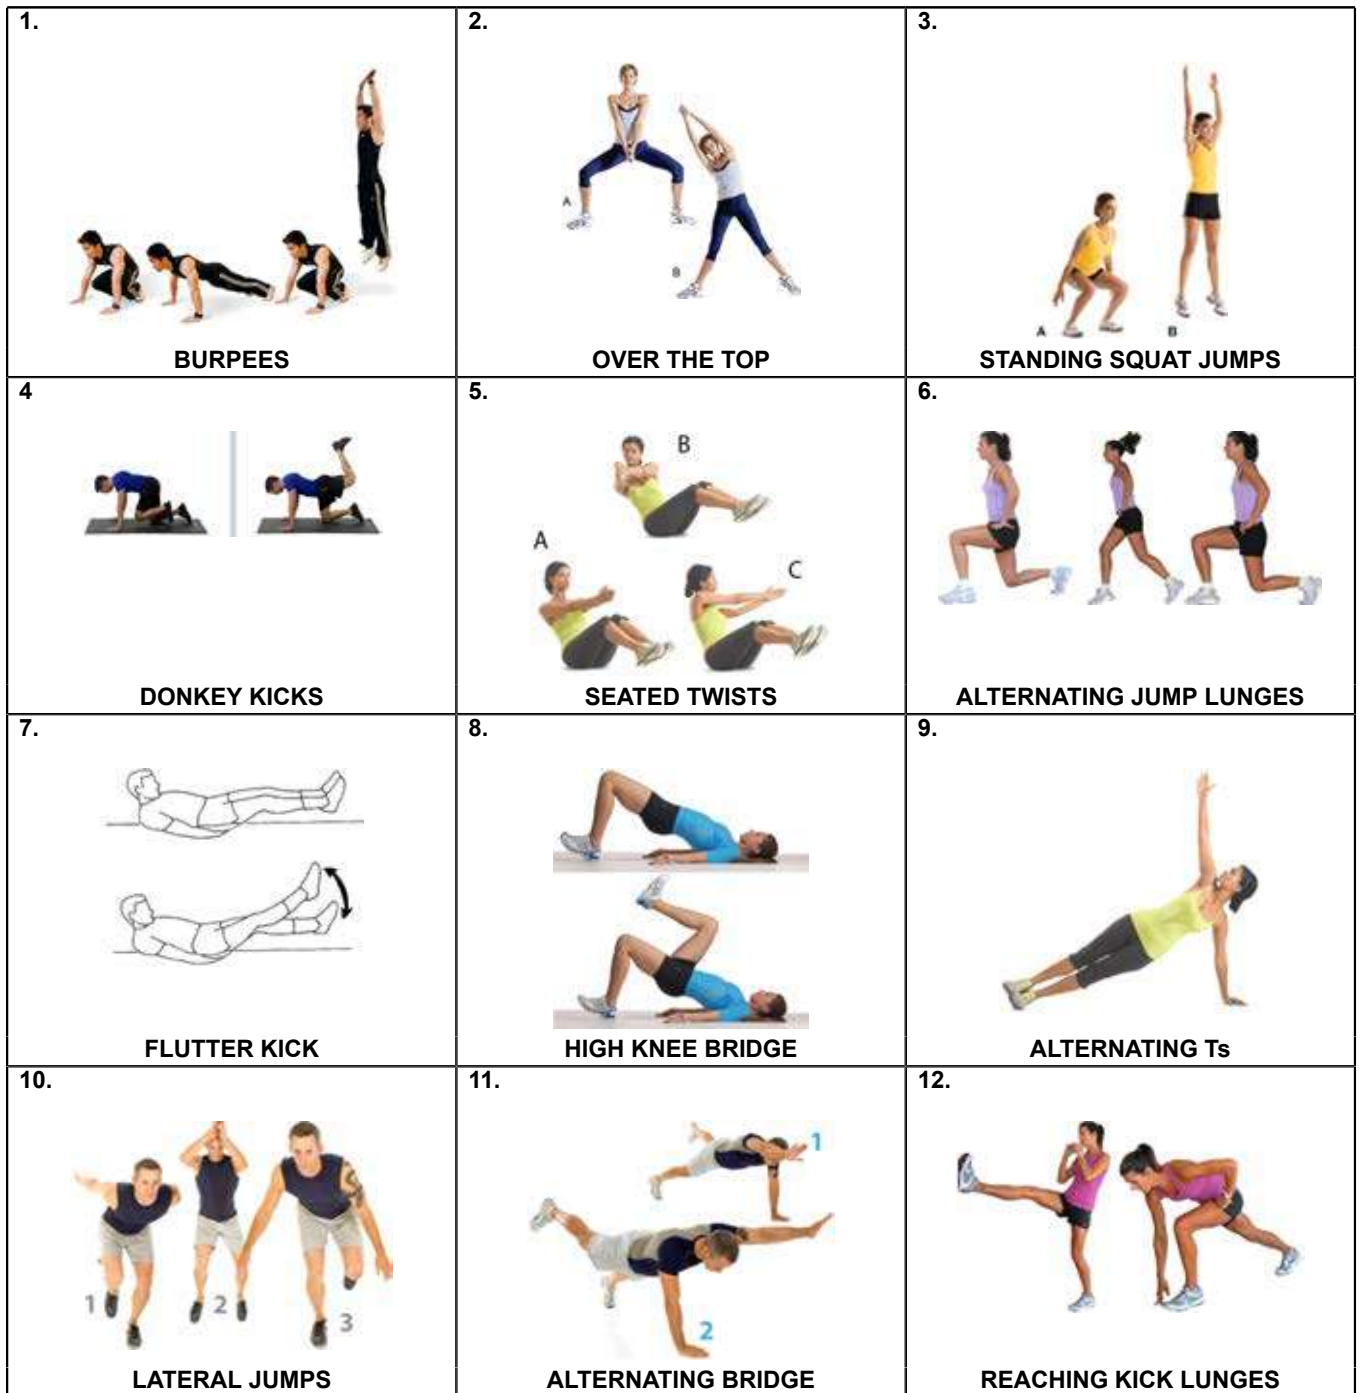 1.
BURPEES
2.
A
B
OVER THE TOP
3.
A B
STANDING SQUAT JUMPS
4
DONKEY KICKS
5.
B
A
C
SEATED TWISTS
6.
ALTERNATING JUMP LUNGES
7.
FLUTTER KICK
8.
HIGH KNEE BRIDGE
9.
ALTERNATING Ts
10.
1 2 3
LATERAL JUMPS
11.
1
2
ALTERNATING BRIDGE
12.
REACHING KICK LUNGES